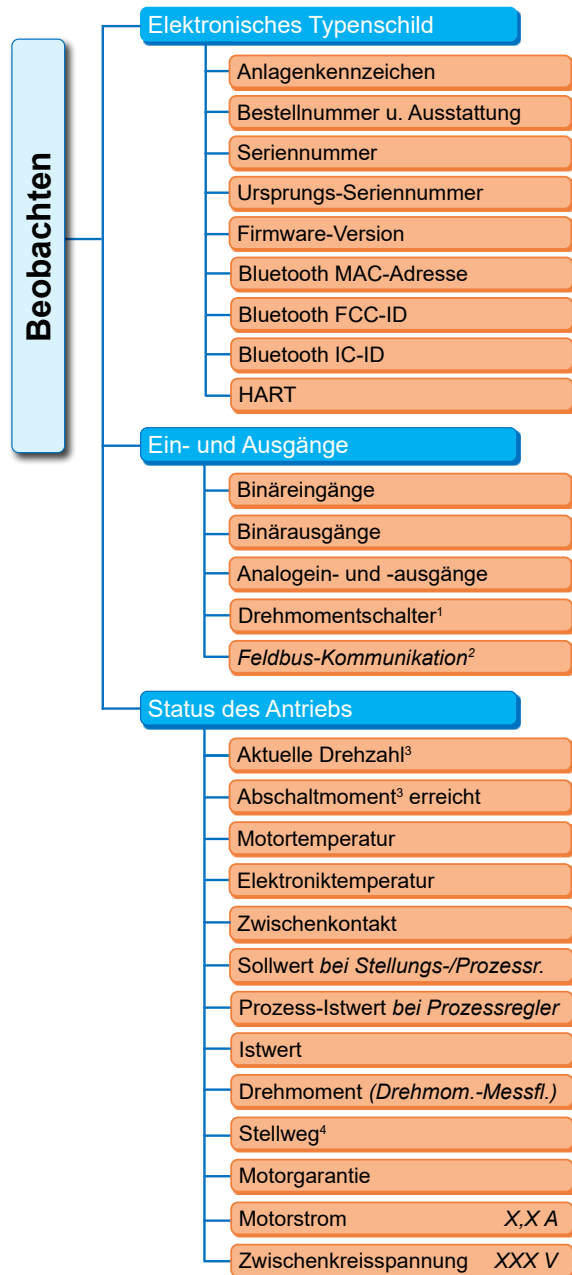 Beobachten
Elektronisches Typenschild
Anlagenkennzeichen
Bestellnummer u. Ausstattung
Seriennummer
Ursprungs-Seriennummer
Firmware-Version
Bluetooth MAC-Adresse
Bluetooth FCC-ID
Bluetooth IC-ID
HART
Ein- und Ausgänge
Binäreingänge
Binärausgänge
Analogein- und -ausgänge
Drehmomentschalter¹
Feldbus-Kommunikation²
Status des Antriebs
Aktuelle Drehzahl³
Abschaltmoment³ erreicht
Motortemperatur
Elektroniktemperatur
Zwischenkontakt
Sollwert bei Stellungs-/Prozessr.
Prozess-Istwert bei Prozessregler
Istwert
Drehmoment (Drehmom.-Messfl.)
Stellweg⁴
Motorgarantie
Motorstrom X,X A
Zwischenkreisspannung XXX V